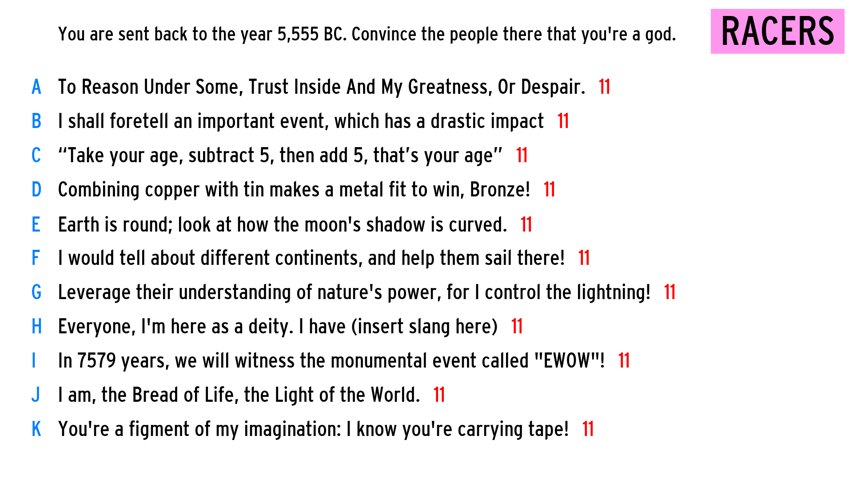 You are sent back to the year 5,555 BC. Convince the people there that you're a god.
RACERS
A To Reason Under Some, Trust Inside And My Greatness, Or Despair. 11
B I shall foretell an important event, which has a drastic impact 11
C “Take your age, subtract 5, then add 5, that’s your age” 11
D Combining copper with tin makes a metal fit to win, Bronze! 11
E Earth is round; look at how the moon's shadow is curved. 11
F I would tell about different continents, and help them sail there! 11
G Leverage their understanding of nature's power, for I control the lightning! 11
H Everyone, I'm here as a deity. I have (insert slang here) 11
I In 7579 years, we will witness the monumental event called "EWOW"! 11
J I am, the Bread of Life, the Light of the World. 11
K You're a figment of my imagination: I know you're carrying tape! 11